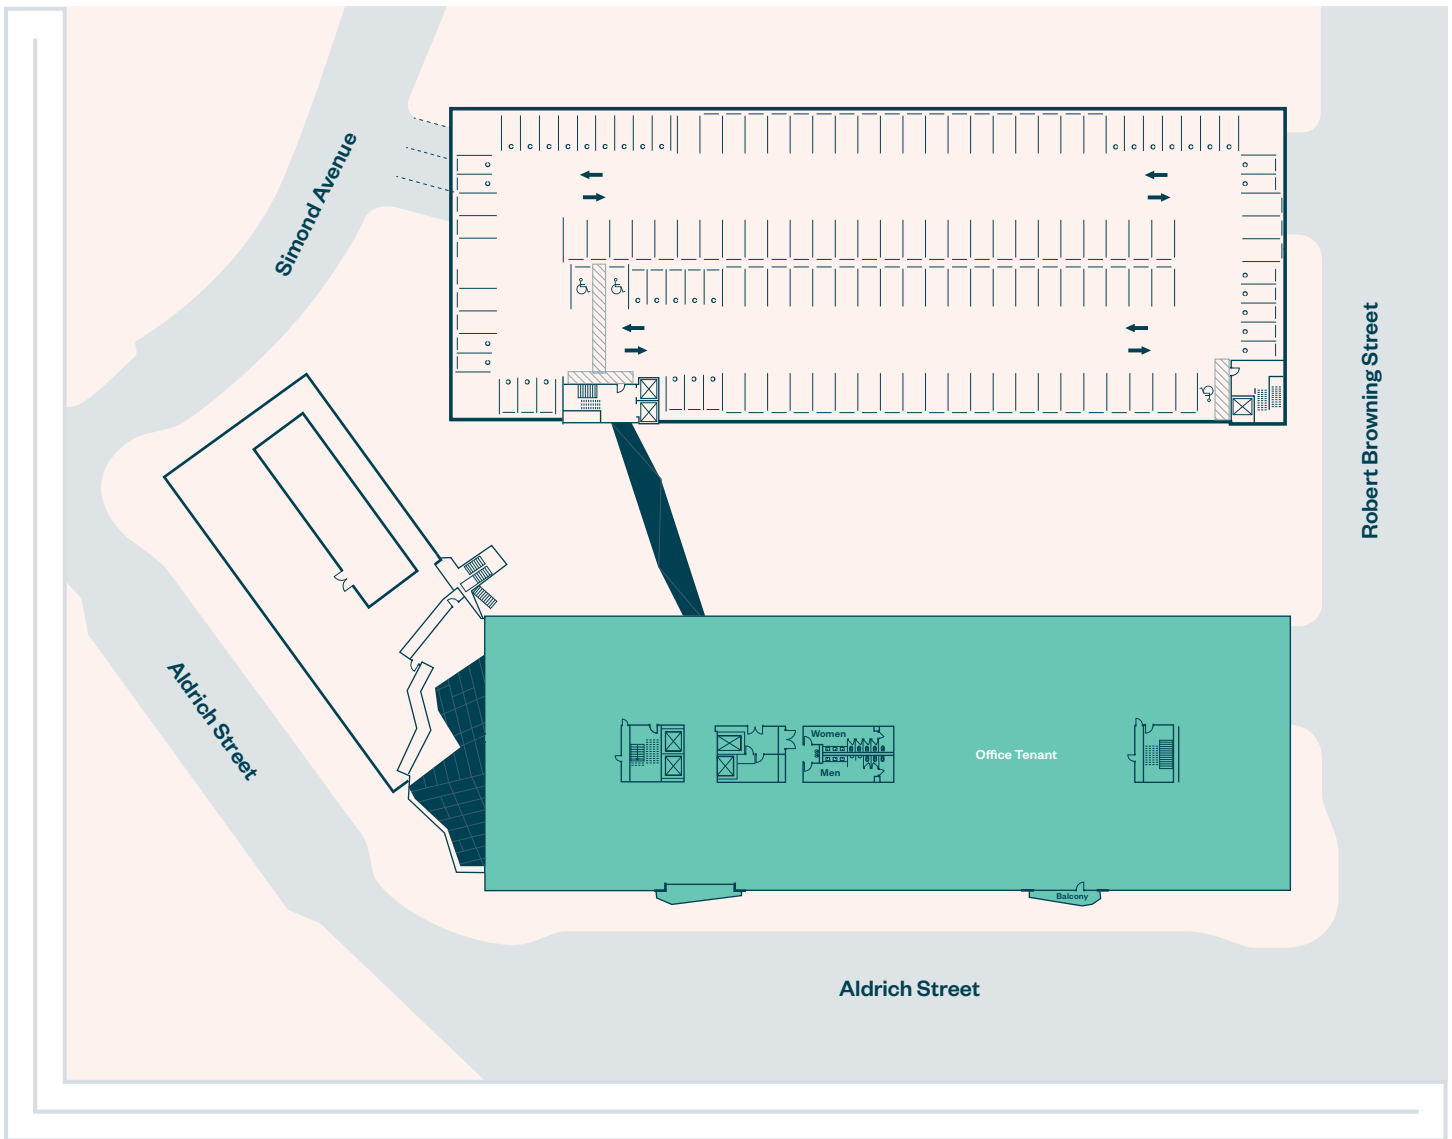 Simond Avenue
Robert Browning Street
Aldrich Street
Women
Men
Office Tenant
Balcony
Aldrich Street